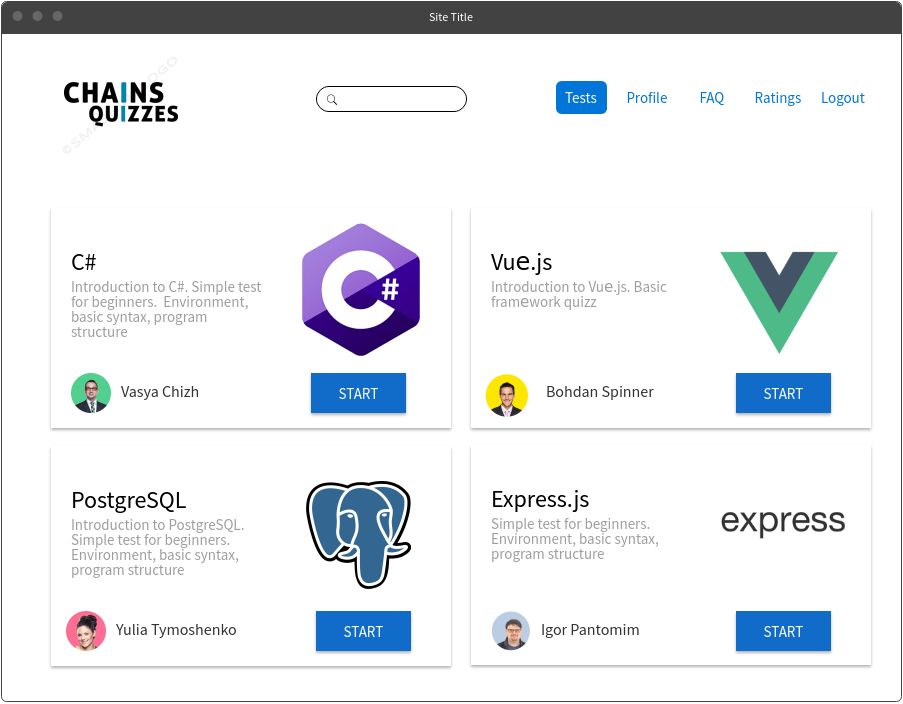 Site Title
CHAINS
QUIZZES
Tests
Profile
FAQ
Ratings
Logout
C#
Introduction to C#. Simple test
for beginners. Environment,
basic syntax, program
structure
C#
Vasya Chizh
START
Vue.js
Introduction to Vue.js. Basic
framework quizz
Bohdan Spinner
START
PostgreSQL
Introduction to PostgreSQL.
Simple test for beginners.
Environment, basic syntax,
program structure
Yulia Tymoshenko
START
Express.js
Simple test for beginners.
Environment, basic syntax,
program structure
express
Igor Pantomim
START